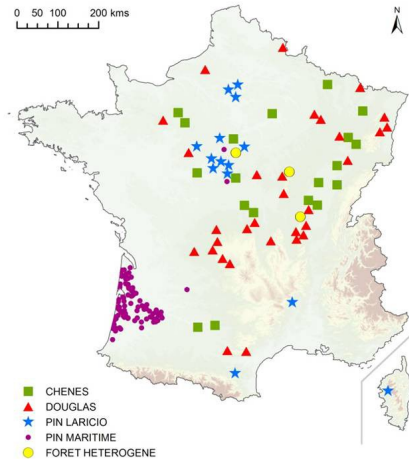 0 50 100 200 kms
N
CHENES
DOUGLAS
PIN LARICIO
PIN MARITIME
FORET HETEROGENE